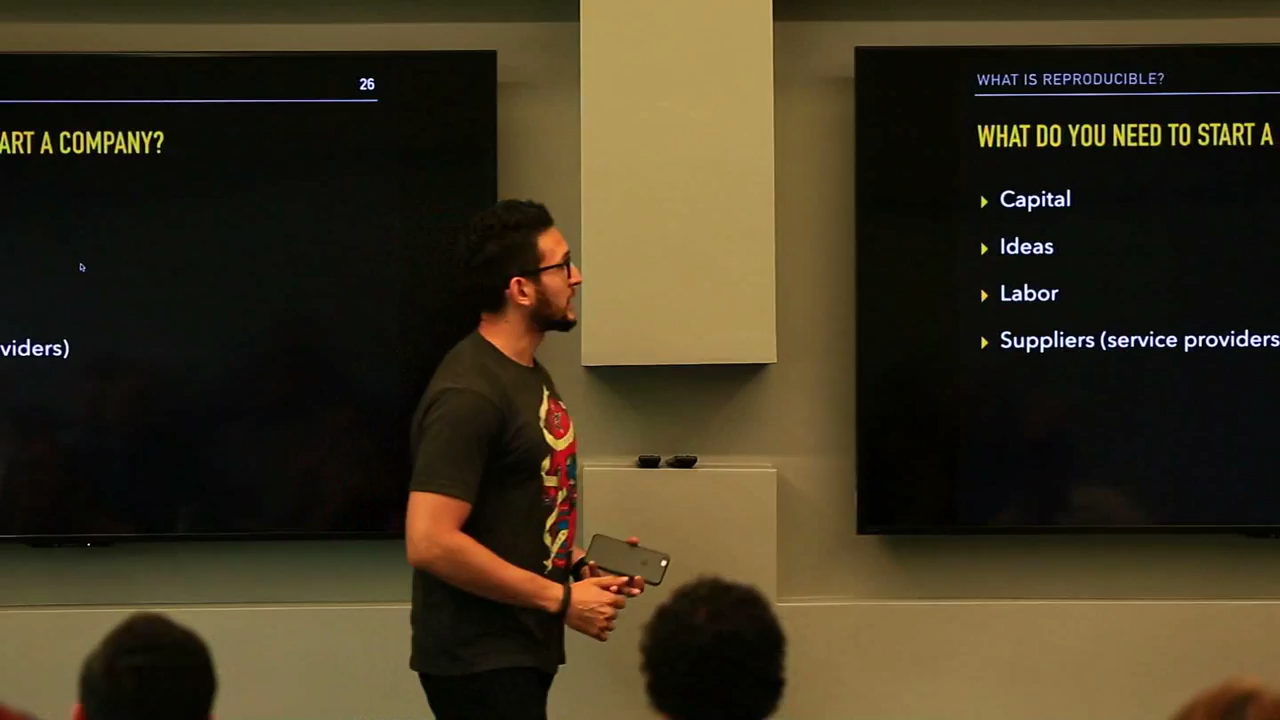 26
ART A COMPANY?
viders)
WHAT IS REPRODUCIBLE?
WHAT DO YOU NEED TO START A
Capital
Ideas
Labor
Suppliers (service providers